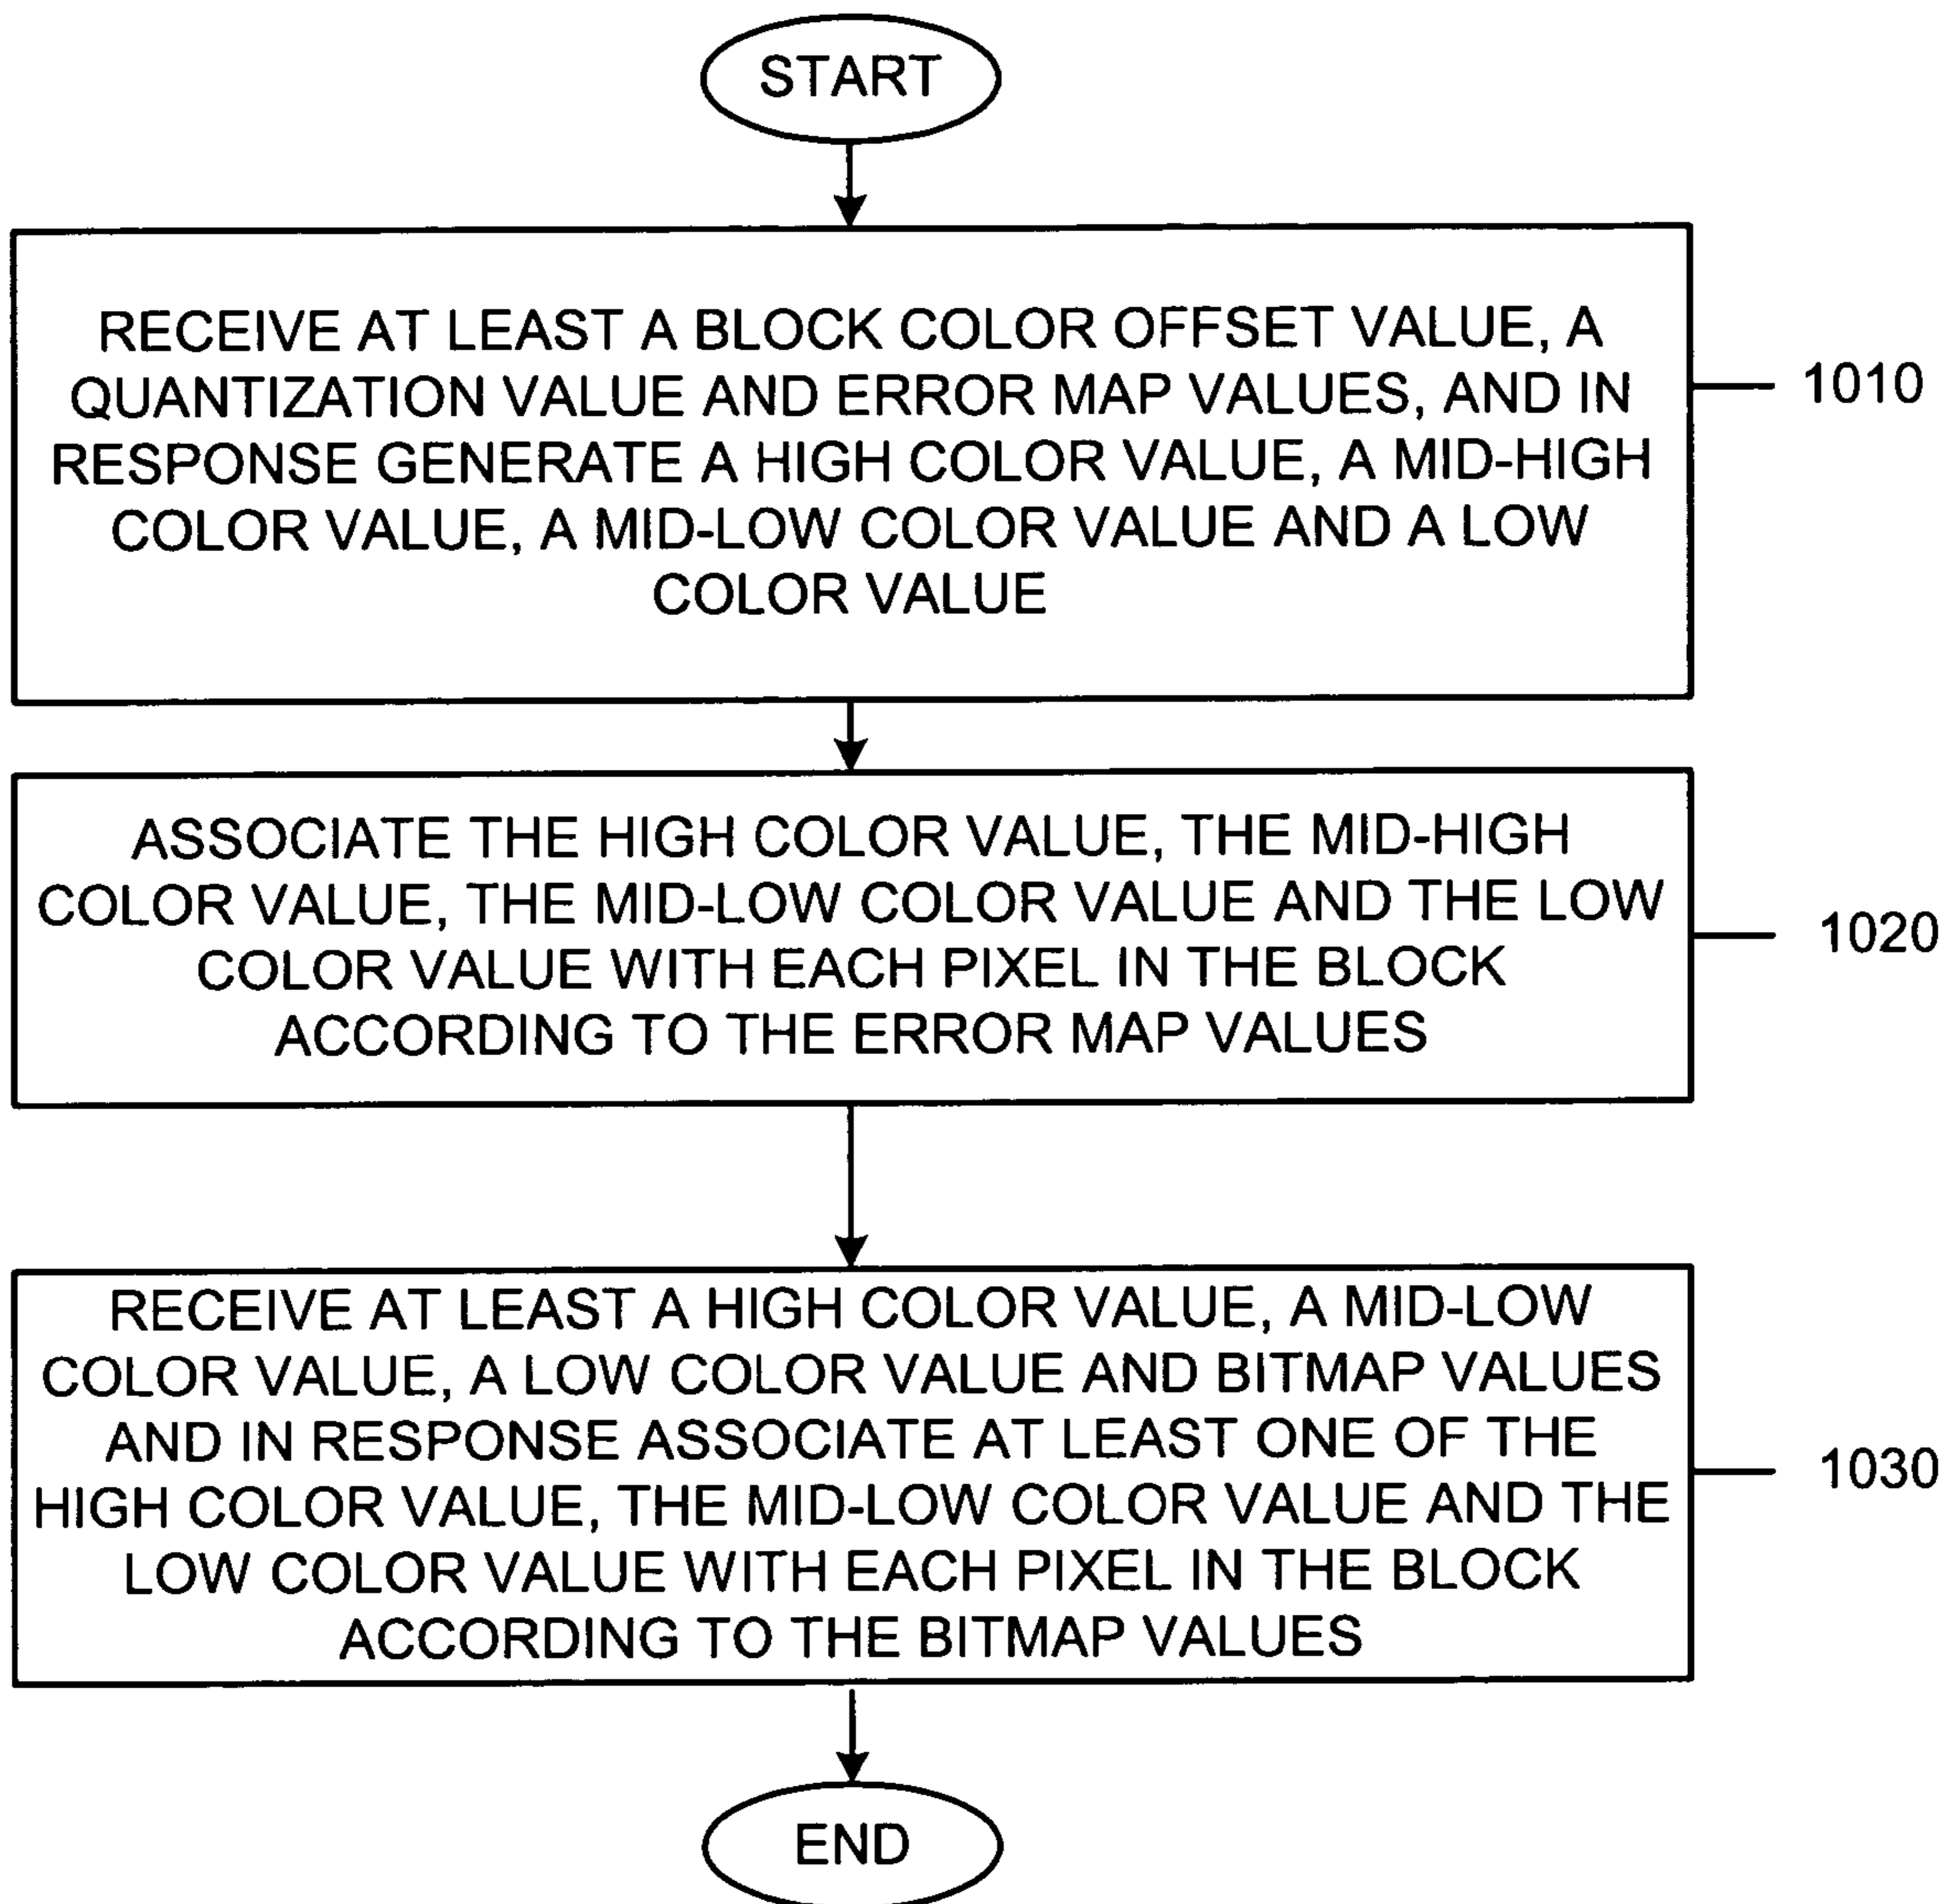 START
RECEIVE AT LEAST A BLOCK COLOR OFFSET VALUE, A
QUANTIZATION VALUE AND ERROR MAP VALUES, AND IN
RESPONSE GENERATE A HIGH COLOR VALUE, A MID-HIGH
COLOR VALUE, A MID-LOW COLOR VALUE AND A LOW
COLOR VALUE
1010
ASSOCIATE THE HIGH COLOR VALUE, THE MID-HIGH
COLOR VALUE, THE MID-LOW COLOR VALUE AND THE LOW
COLOR VALUE WITH EACH PIXEL IN THE BLOCK
ACCORDING TO THE ERROR MAP VALUES
1020
RECEIVE AT LEAST A HIGH COLOR VALUE, A MID-LOW
COLOR VALUE, A LOW COLOR VALUE AND BITMAP VALUES
AND IN RESPONSE ASSOCIATE AT LEAST ONE OF THE
HIGH COLOR VALUE, THE MID-LOW COLOR VALUE AND THE
LOW COLOR VALUE WITH EACH PIXEL IN THE BLOCK
ACCORDING TO THE BITMAP VALUES
1030
END